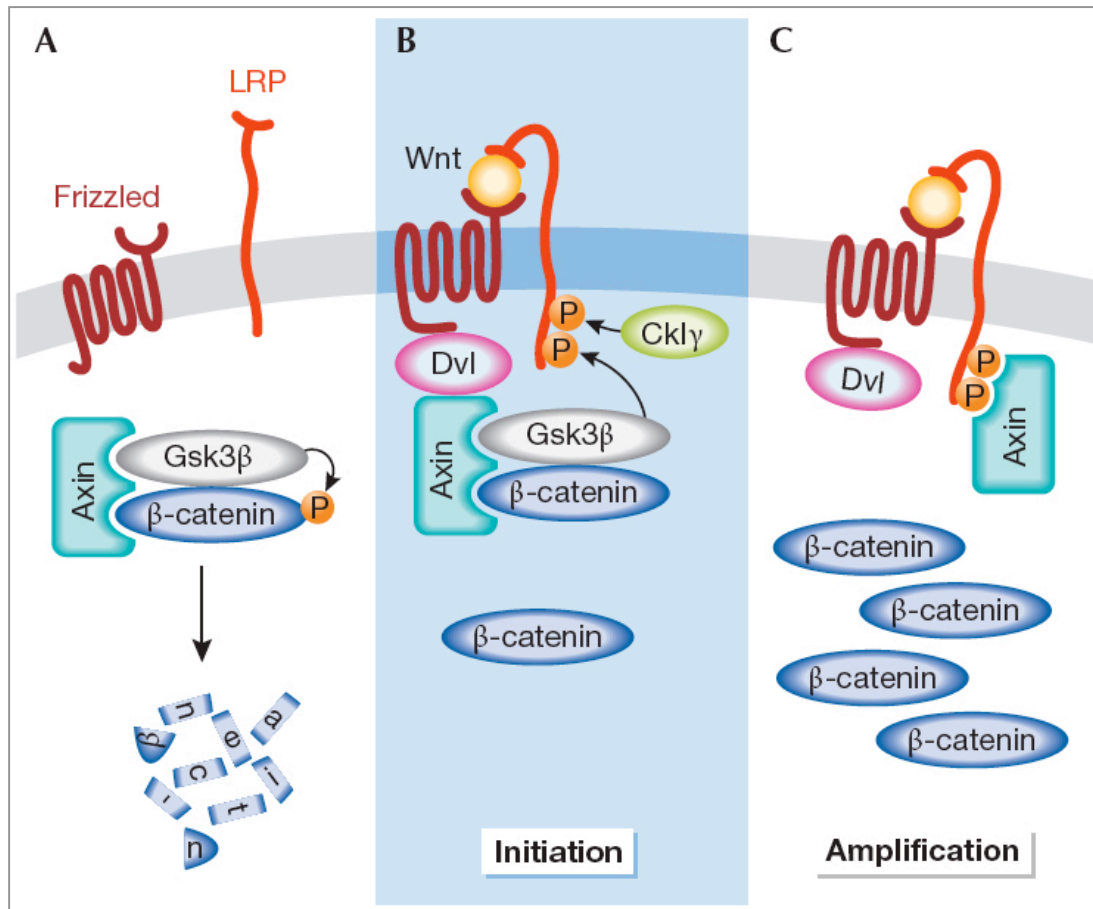 A
LRP
Frizzled
Axin
Gsk3β
β-catenin
P
β
n
a
e
c
i
-
t
n
B
Wnt
P
P
CkIγ
Dvl
Axin
Gsk3β
β-catenin
β-catenin
Initiation
C
Dvl
P
P
Axin
β-catenin
β-catenin
β-catenin
β-catenin
Amplification